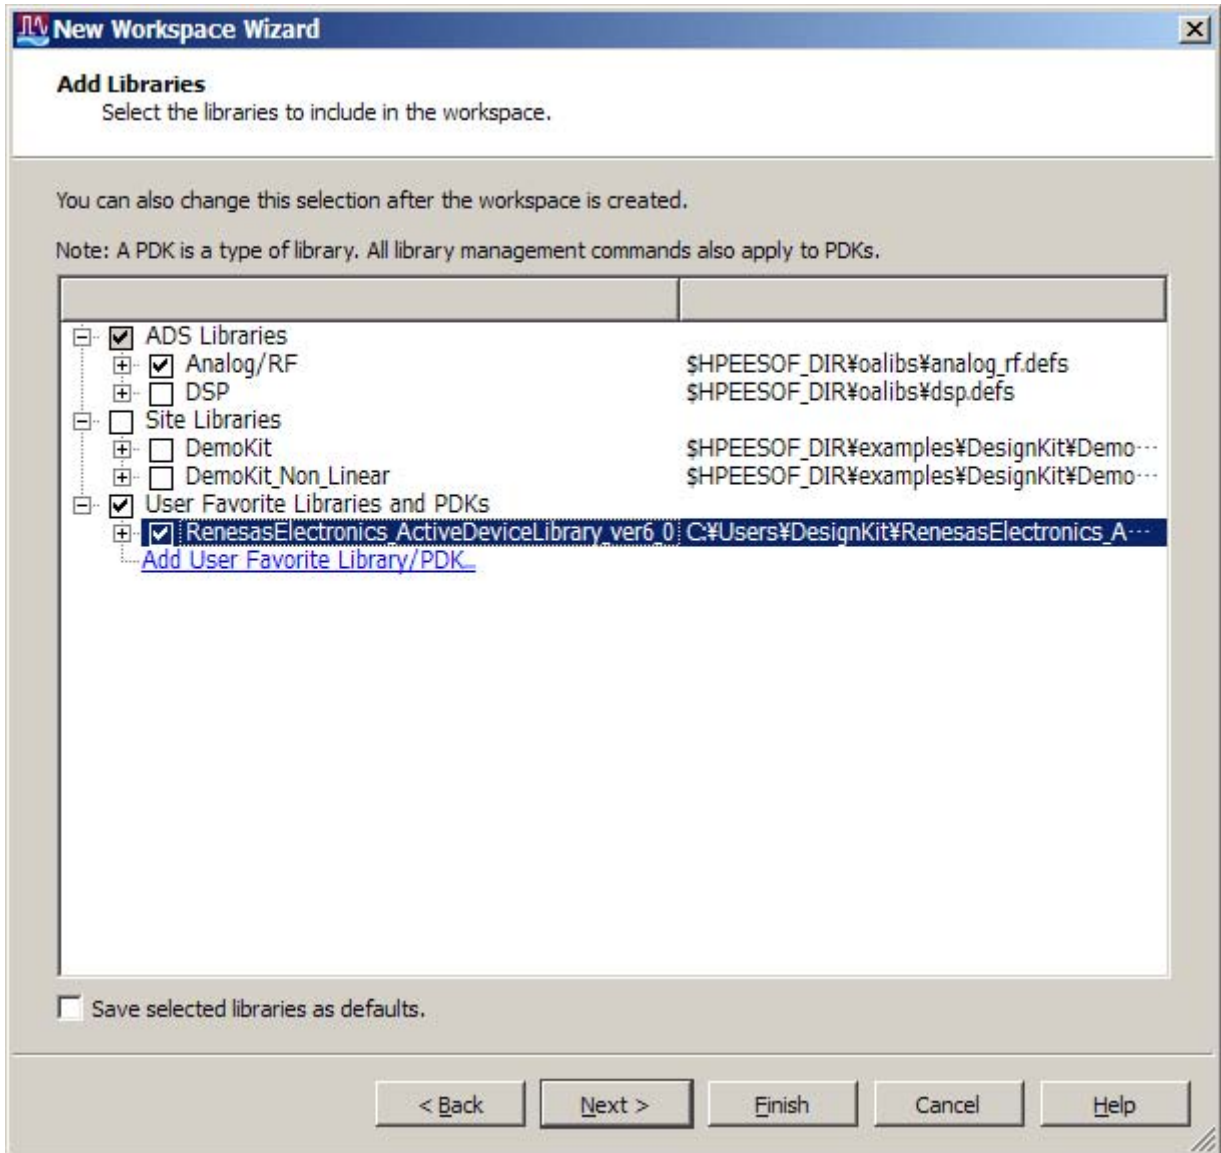 New Workspace Wizard
Add Libraries
Select the libraries to include in the workspace.
You can also change this selection after the workspace is created.
Note: A PDK is a type of library. All library management commands also apply to PDKs.
ADS Libraries
Analog/RF $HPEESOF_DIR¥oalibs¥analog_rf.defs
DSP $HPEESOF_DIR¥oalibs¥dsp.defs
Site Libraries
DemoKit $HPEESOF_DIR¥examples¥DesignKit¥Demo···
DemoKit_Non_Linear $HPEESOF_DIR¥examples¥DesignKit¥Demo···
User Favorite Libraries and PDKs
RenesasElectronics_ActiveDeviceLibrary_ver6_0 C:¥Users¥DesignKit¥RenesasElectronics_A···
Add User Favorite Library/PDK...
Save selected libraries as defaults.
< Back Next > Finish Cancel Help